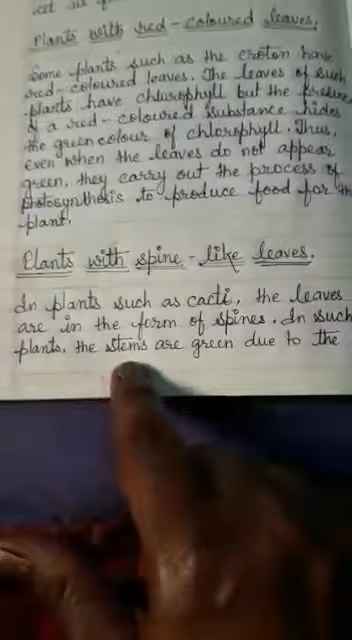 Plants with red-coloured leaves.
Some plants such as the croton have
red-coloured leaves. The leaves of such
plants have chlorophyll but the
of a red-coloured substance hides
the green colour of chlorophyll. Thus,
even when the leaves do not appear
green, they carry out the process of
photosynthesis to produce food for the
plant.
Plants with spine-like leaves.
In plants such as cacti, the leaves
are in the form of spines. In such
plants, the stems are green due to the